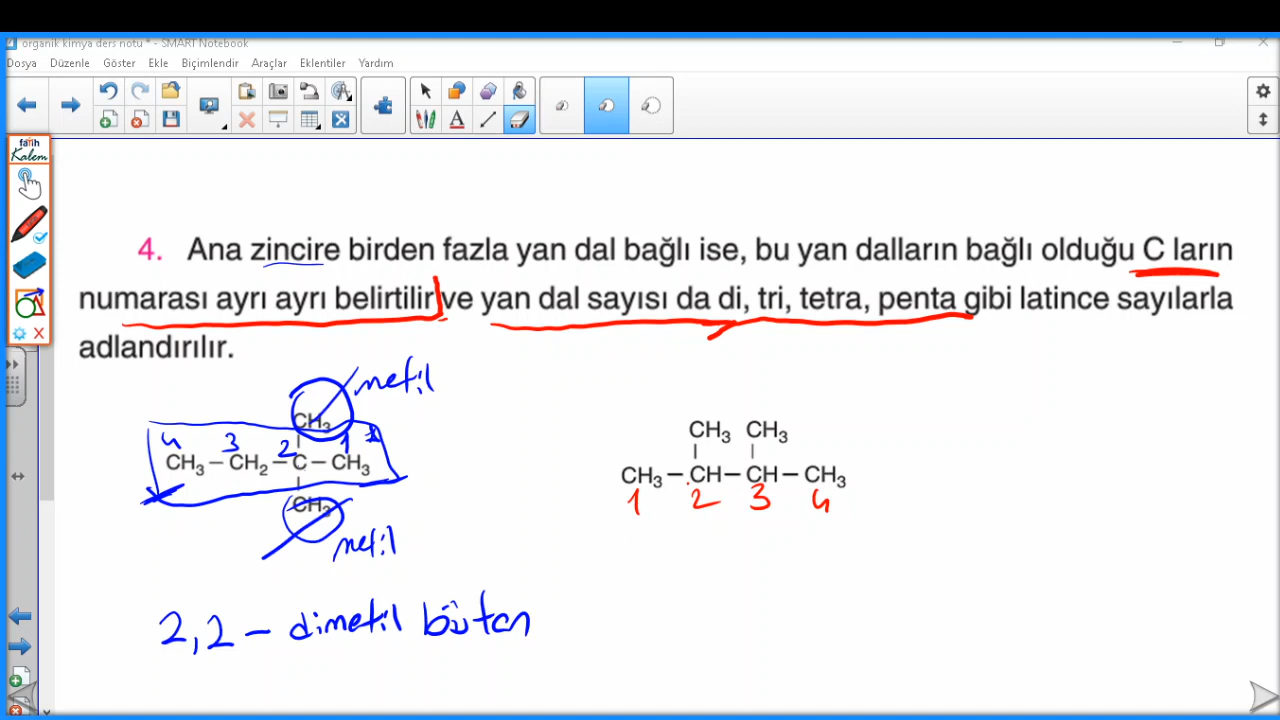 organik kimya ders notu * - SMART Notebook
Dosya Düzenle Göster Ekle Biçimlendir Araçlar Eklentiler Yardım
fatih
Kalem
4. Ana zincire birden fazla yan dal bağlı ise, bu yan dalların bağlı olduğu C ların
numarası ayrı ayrı belirtilir ve yan dal sayısı da di, tri, tetra, penta gibi latince sayılarla
adlandırılır.
metil
CH₃
4 3 2 1
CH₃ – CH₂ – C – CH₃
CH₃
metil
2,2 – dimetil bütan
CH₃ CH₃
CH₃ – CH – CH – CH₃
1 2 3 4